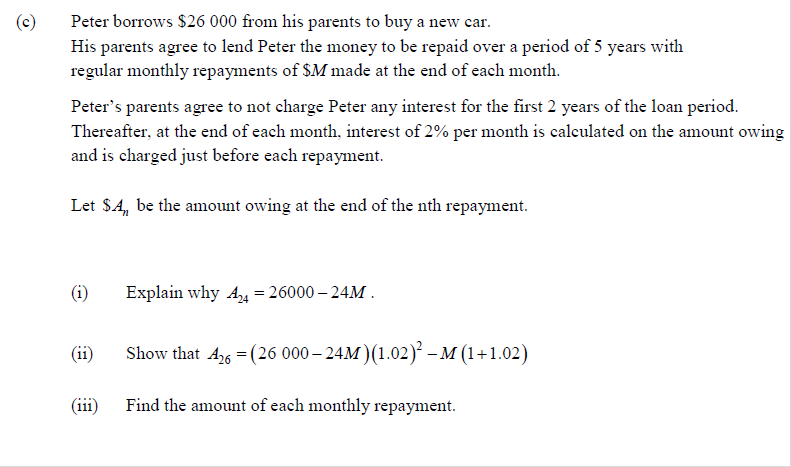 (c) Peter borrows $26 000 from his parents to buy a new car.
His parents agree to lend Peter the money to be repaid over a period of 5 years with
regular monthly repayments of $M made at the end of each month.
Peter's parents agree to not charge Peter any interest for the first 2 years of the loan period.
Thereafter, at the end of each month, interest of 2% per month is calculated on the amount owing
and is charged just before each repayment.
Let $Aₙ be the amount owing at the end of the nth repayment.
(i) Explain why A₂₄ = 26000 – 24M .
(ii) Show that A₂₆ = (26 000 – 24M)(1.02)² – M (1+1.02)
(iii) Find the amount of each monthly repayment.